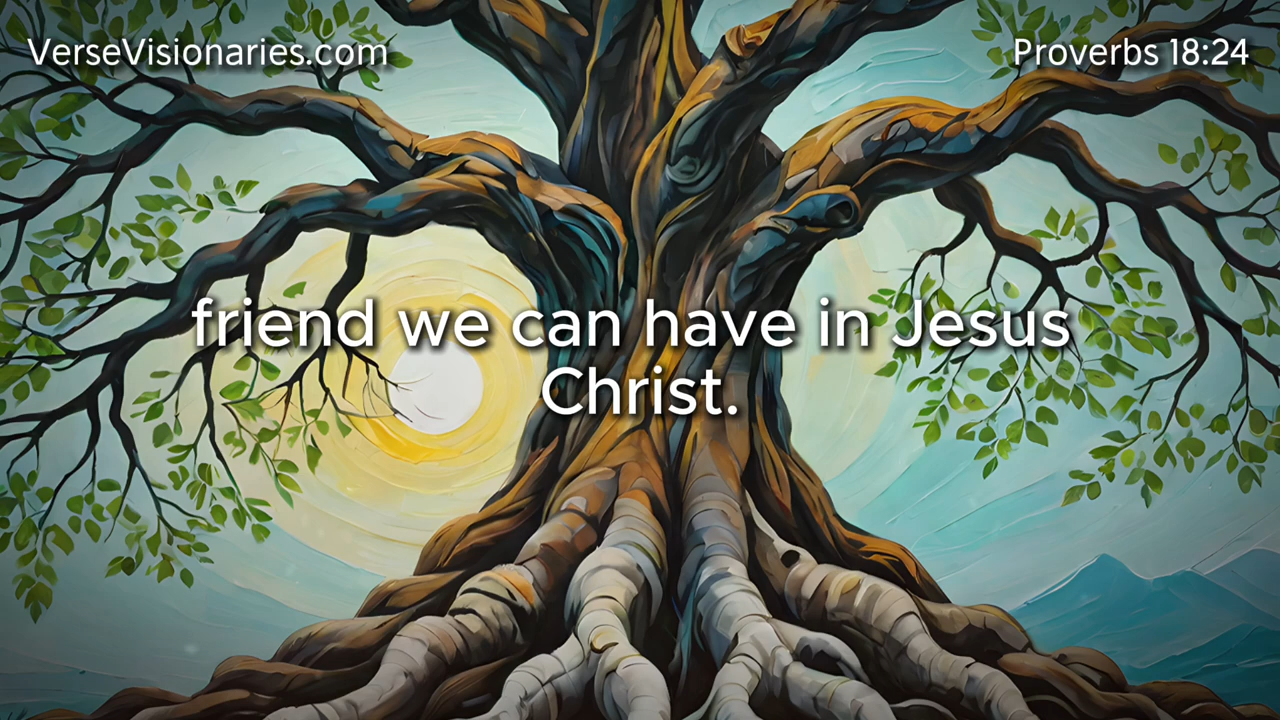 VerseVisionaries.com
Proverbs 18:24
friend we can have in Jesus
Christ.